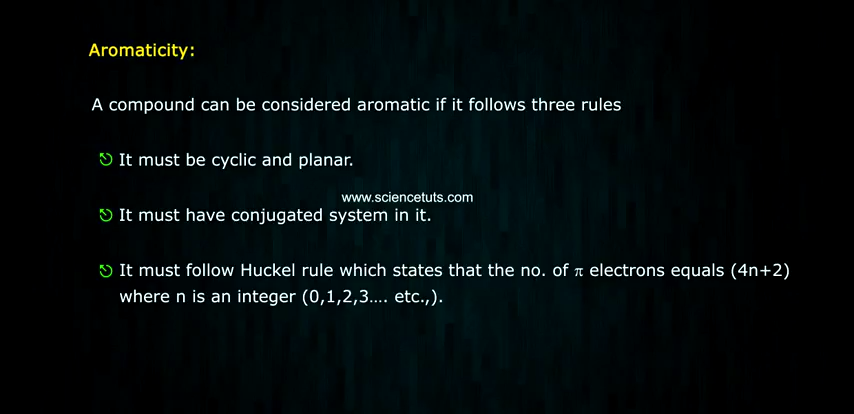 Aromaticity:
A compound can be considered aromatic if it follows three rules
It must be cyclic and planar.
www.sciencetuts.com
It must have conjugated system in it.
It must follow Huckel rule which states that the no. of π electrons equals (4n+2)
where n is an integer (0,1,2,3.... etc.,).